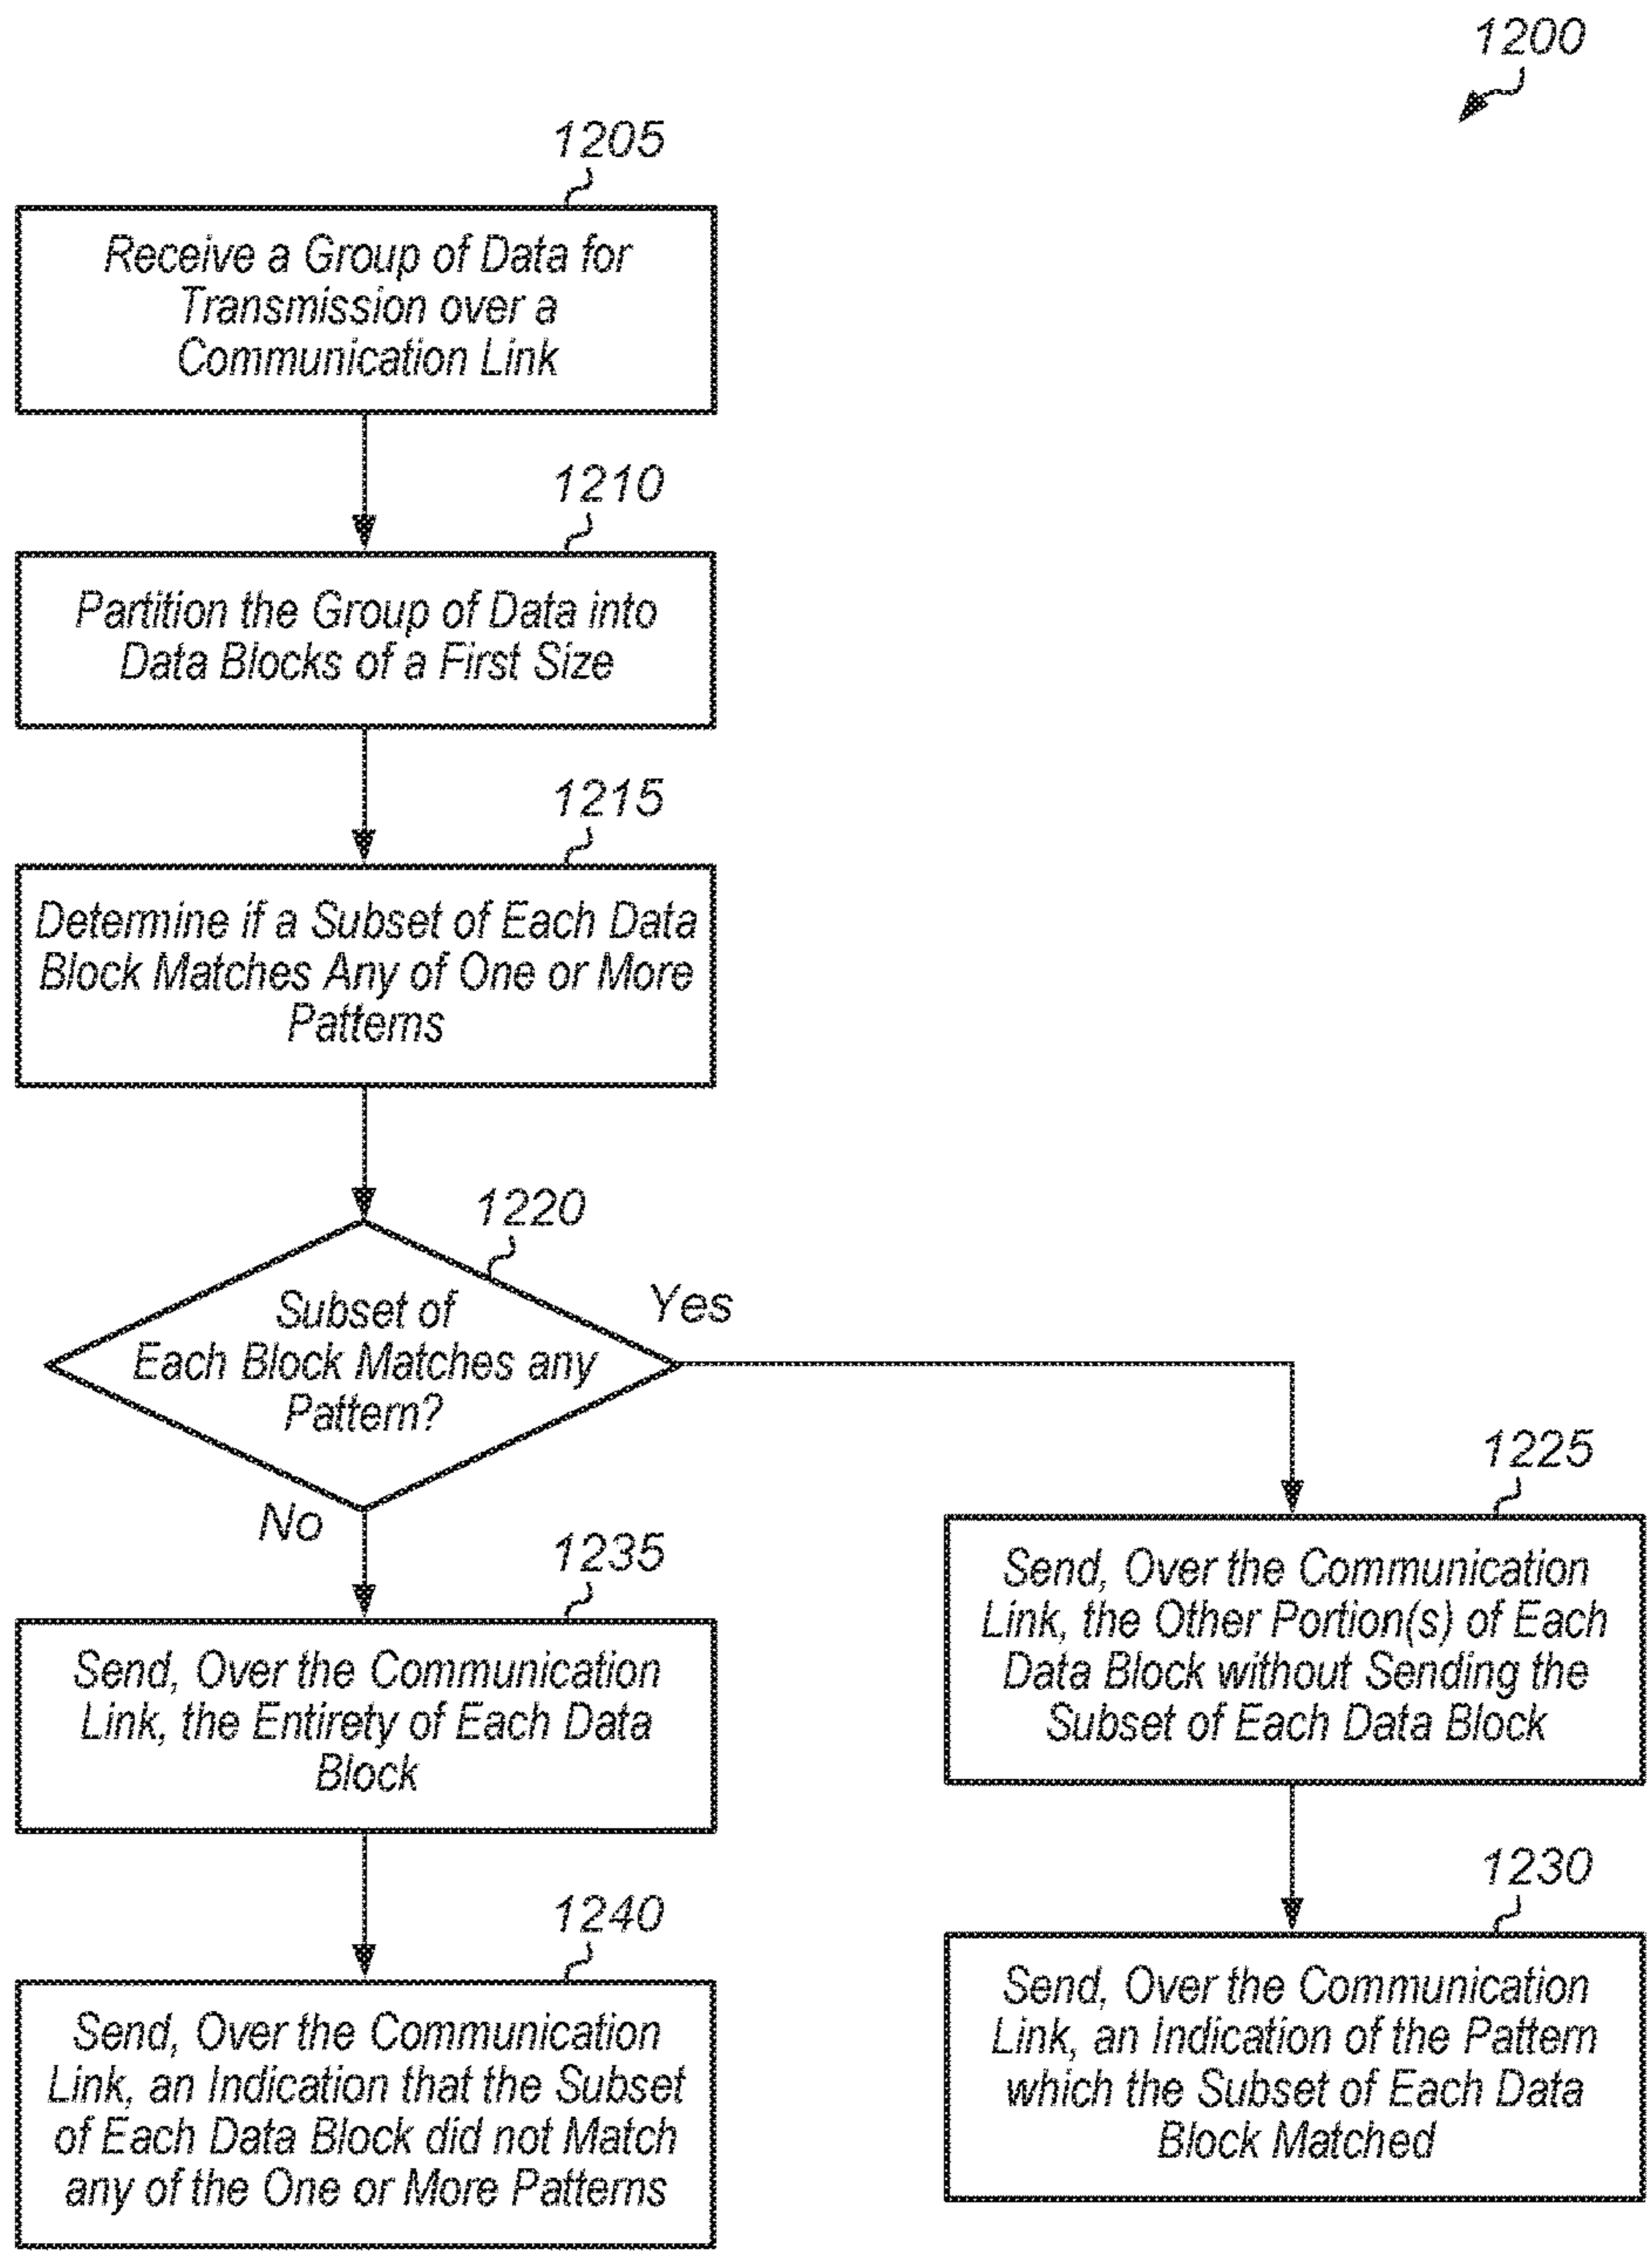 1200
1205
Receive a Group of Data for
Transmission over a
Communication Link
1210
Partition the Group of Data into
Data Blocks of a First Size
1215
Determine if a Subset of Each Data
Block Matches Any of One or More
Patterns
1220
Subset of
Each Block Matches any
Pattern?
Yes
No
1225
Send, Over the Communication
Link, the Other Portion(s) of Each
Data Block without Sending the
Subset of Each Data Block
1230
Send, Over the Communication
Link, an Indication of the Pattern
which the Subset of Each Data
Block Matched
1235
Send, Over the Communication
Link, the Entirety of Each Data
Block
1240
Send, Over the Communication
Link, an Indication that the Subset
of Each Data Block did not Match
any of the One or More Patterns